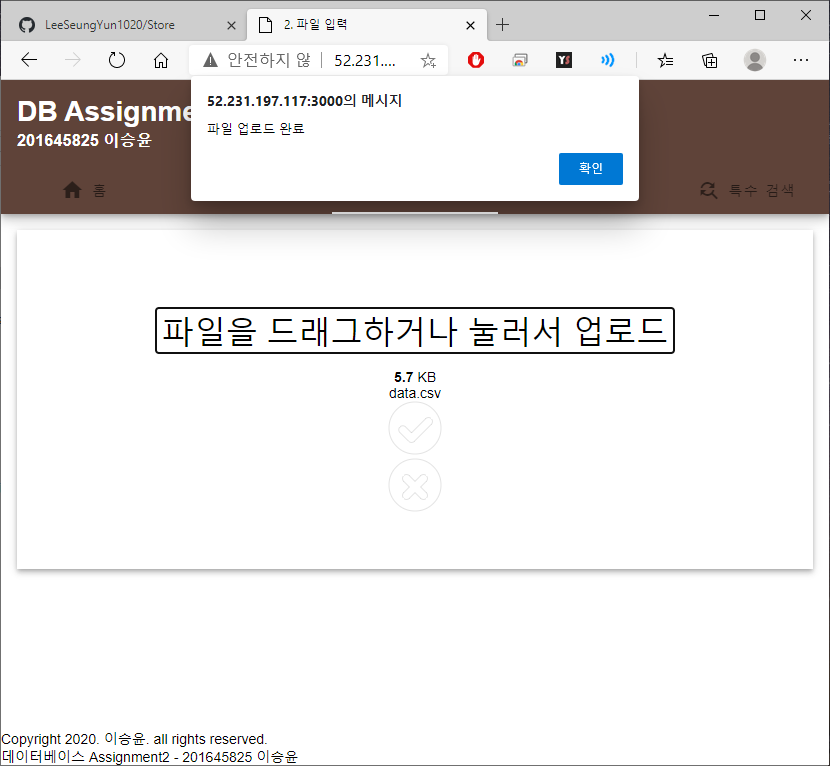 LeeSeungYun1020/Store
2. 파일 입력
안전하지 않 52.231....
52.231.197.117:3000의 메시지
파일 업로드 완료
확인
DB Assignme
201645825 이승윤
홈
특수 검색
파일을 드래그하거나 눌러서 업로드
5.7 KB
data.csv
Copyright 2020. 이승윤. all rights reserved.
데이터베이스 Assignment2 - 201645825 이승윤